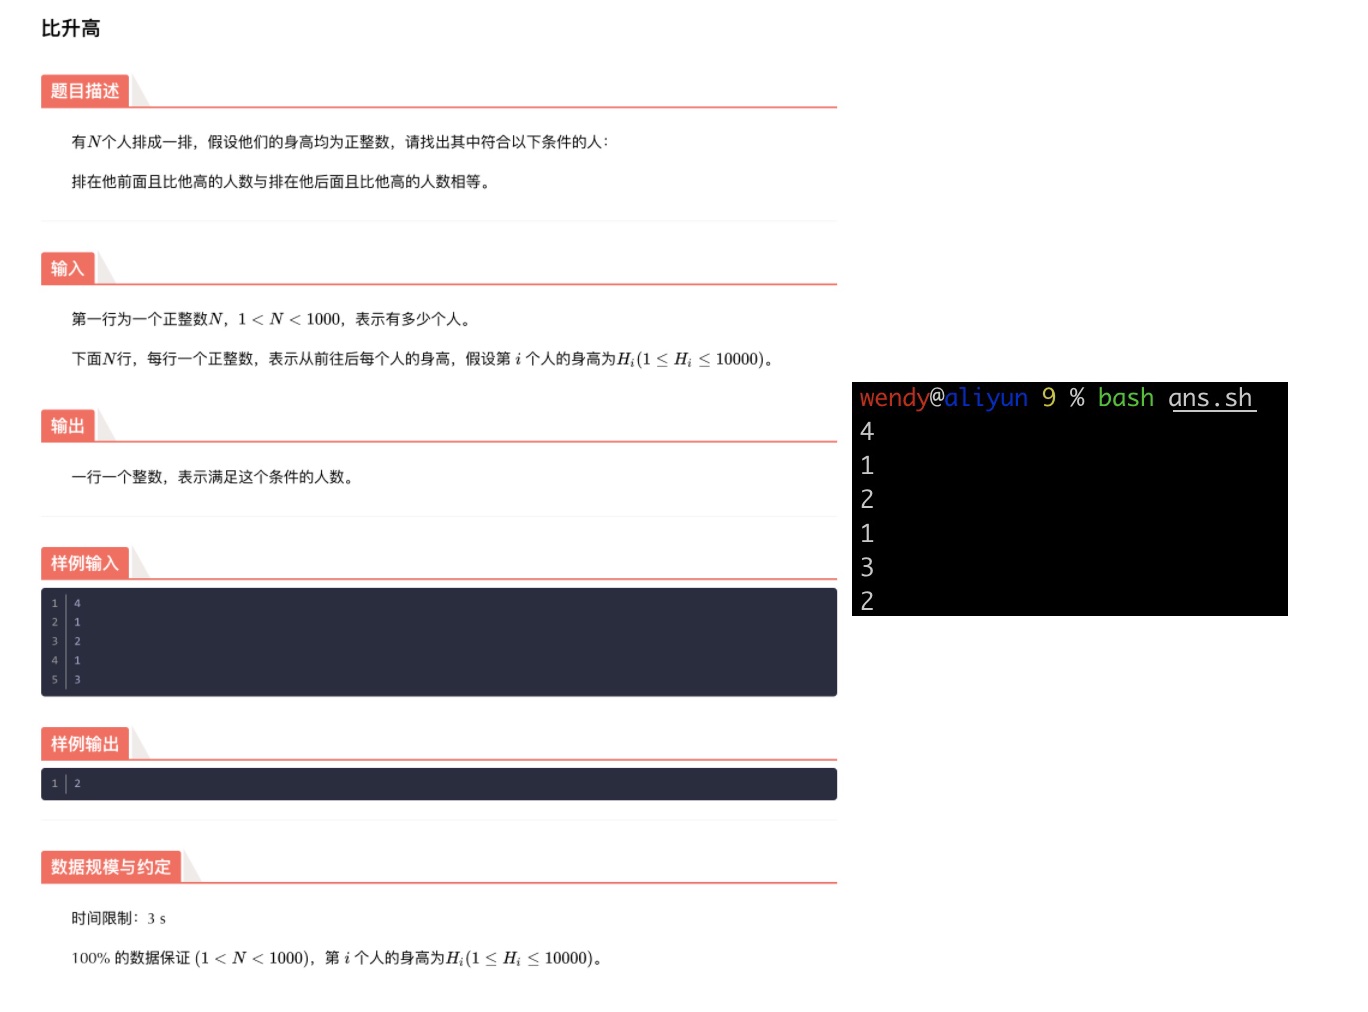 比升高
题目描述
有N个人排成一排，假设他们的身高均为正整数，请找出其中符合以下条件的人：
排在他前面且比他高的人数与排在他后面且比他高的人数相等。
输入
第一行为一个正整数N，1 < N < 1000，表示有多少个人。
下面N行，每行一个正整数，表示从前往后每个人的身高，假设第 i 个人的身高为H_i(1 ≤ H_i ≤ 10000)。
输出
一行一个整数，表示满足这个条件的人数。
样例输入
1 4
2 1
3 2
4 1
5 3
样例输出
1 2
数据规模与约定
时间限制：3 s
100% 的数据保证 (1 < N < 1000)，第 i 个人的身高为H_i(1 ≤ H_i ≤ 10000)。
wendy@aliyun 9 % bash ans.sh
4
1
2
1
3
2